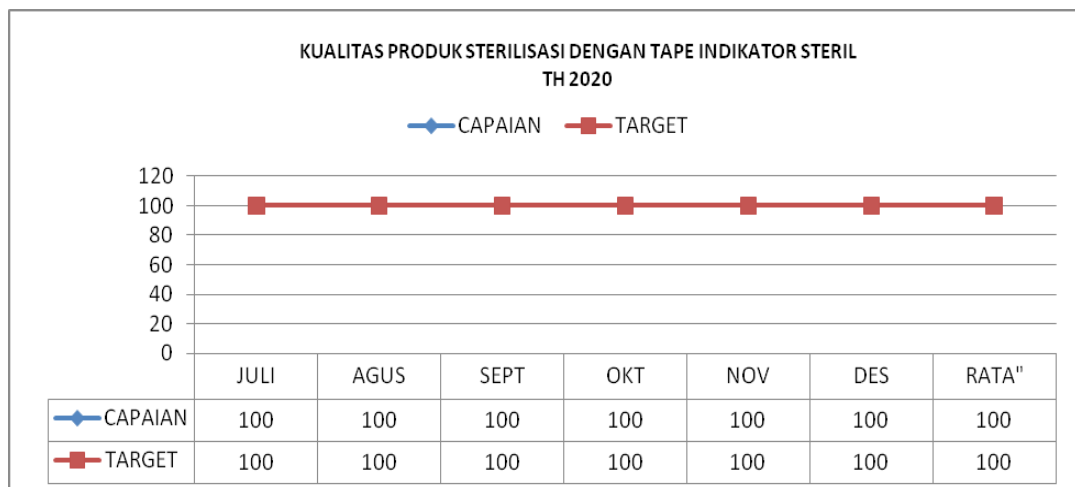 KUALITAS PRODUK STERILISASI DENGAN TAPE INDIKATOR STERIL
TH 2020
CAPAIAN TARGET
120
100
80
60
40
20
0
JULI AGUS SEPT OKT NOV DES RATA"
CAPAIAN 100 100 100 100 100 100 100
TARGET 100 100 100 100 100 100 100